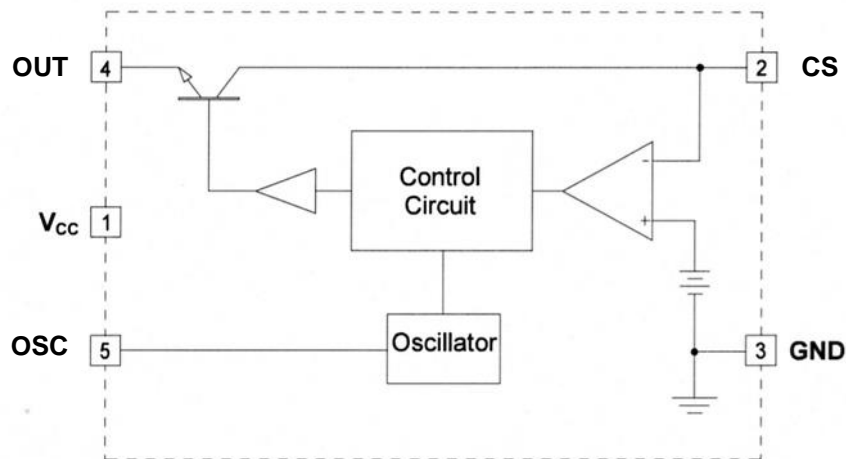 OUT 4
2 CS
-
Control
Circuit
+
VCC 1
OSC 5
Oscillator
3 GND